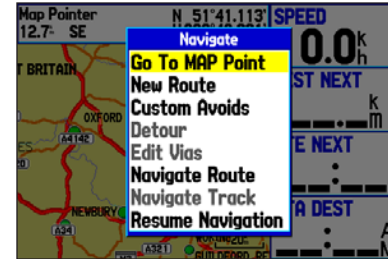 Map Pointer N 51°41.113' SPEED
12.7 SE
Navigate
0.0 k h
Go To MAP Point
T BRITAIN
New Route
ST NEXT
Custom Avoids
k m
OXFORD
Detour
A4142
Edit Vias
E NEXT
Navigate Route
Navigate Track
NEWBURY
A DEST
Resume Navigation
A34
A321
GUILDFORD